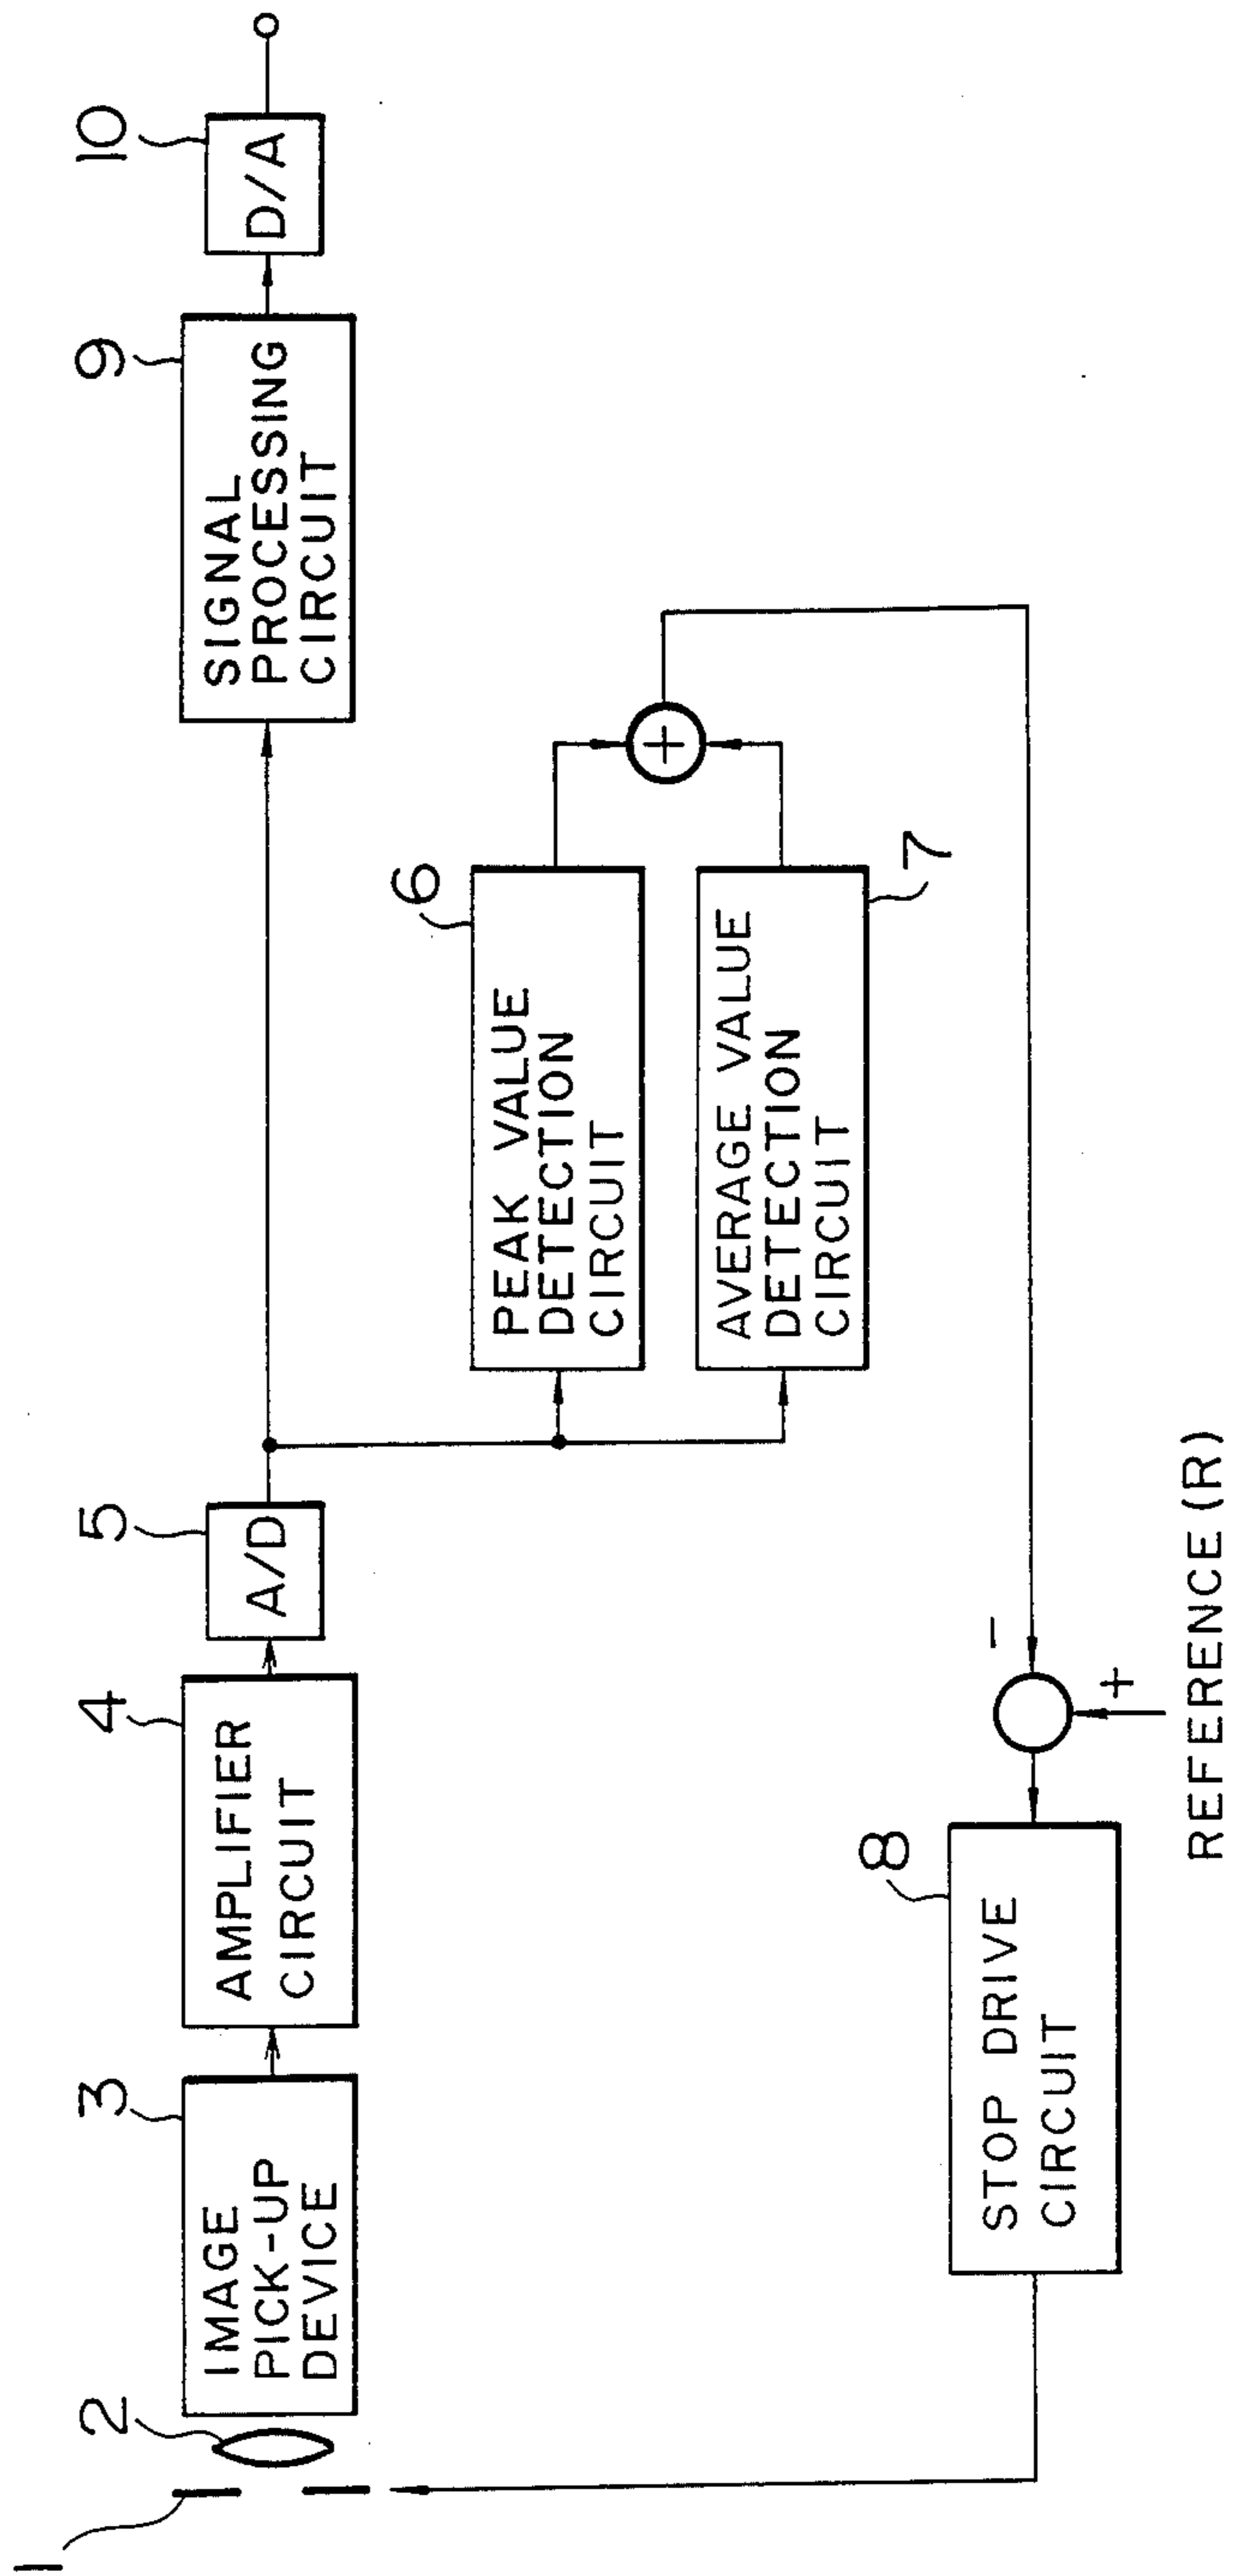 1
2
3
IMAGE
PICK-UP
DEVICE
4
AMPLIFIER
CIRCUIT
5
A/D
9
SIGNAL
PROCESSING
CIRCUIT
10
D/A
6
PEAK VALUE
DETECTION
CIRCUIT
7
AVERAGE VALUE
DETECTION
CIRCUIT
+
8
STOP DRIVE
CIRCUIT
-
+
REFERENCE (R)